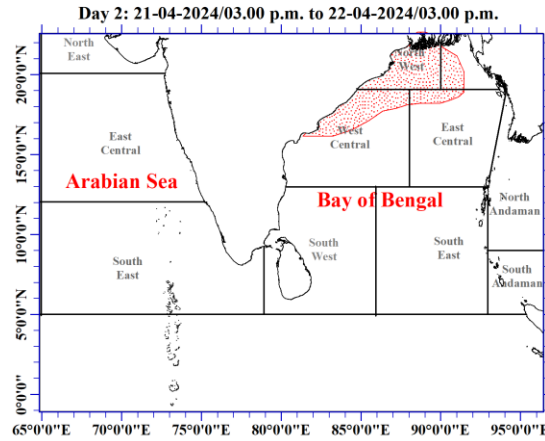 Day 2: 21-04-2024/03.00 p.m. to 22-04-2024/03.00 p.m.
North
East
North
West
20°0'0"N
East
Central
West
Central
East
Central
15°0'0"N
Arabian Sea
Bay of Bengal
North
Andaman
10°0'0"N
South
East
South
West
South
East
South
Andaman
5°0'0"N
0°0'0"
65°0'0"E 70°0'0"E 75°0'0"E 80°0'0"E 85°0'0"E 90°0'0"E 95°0'0"E